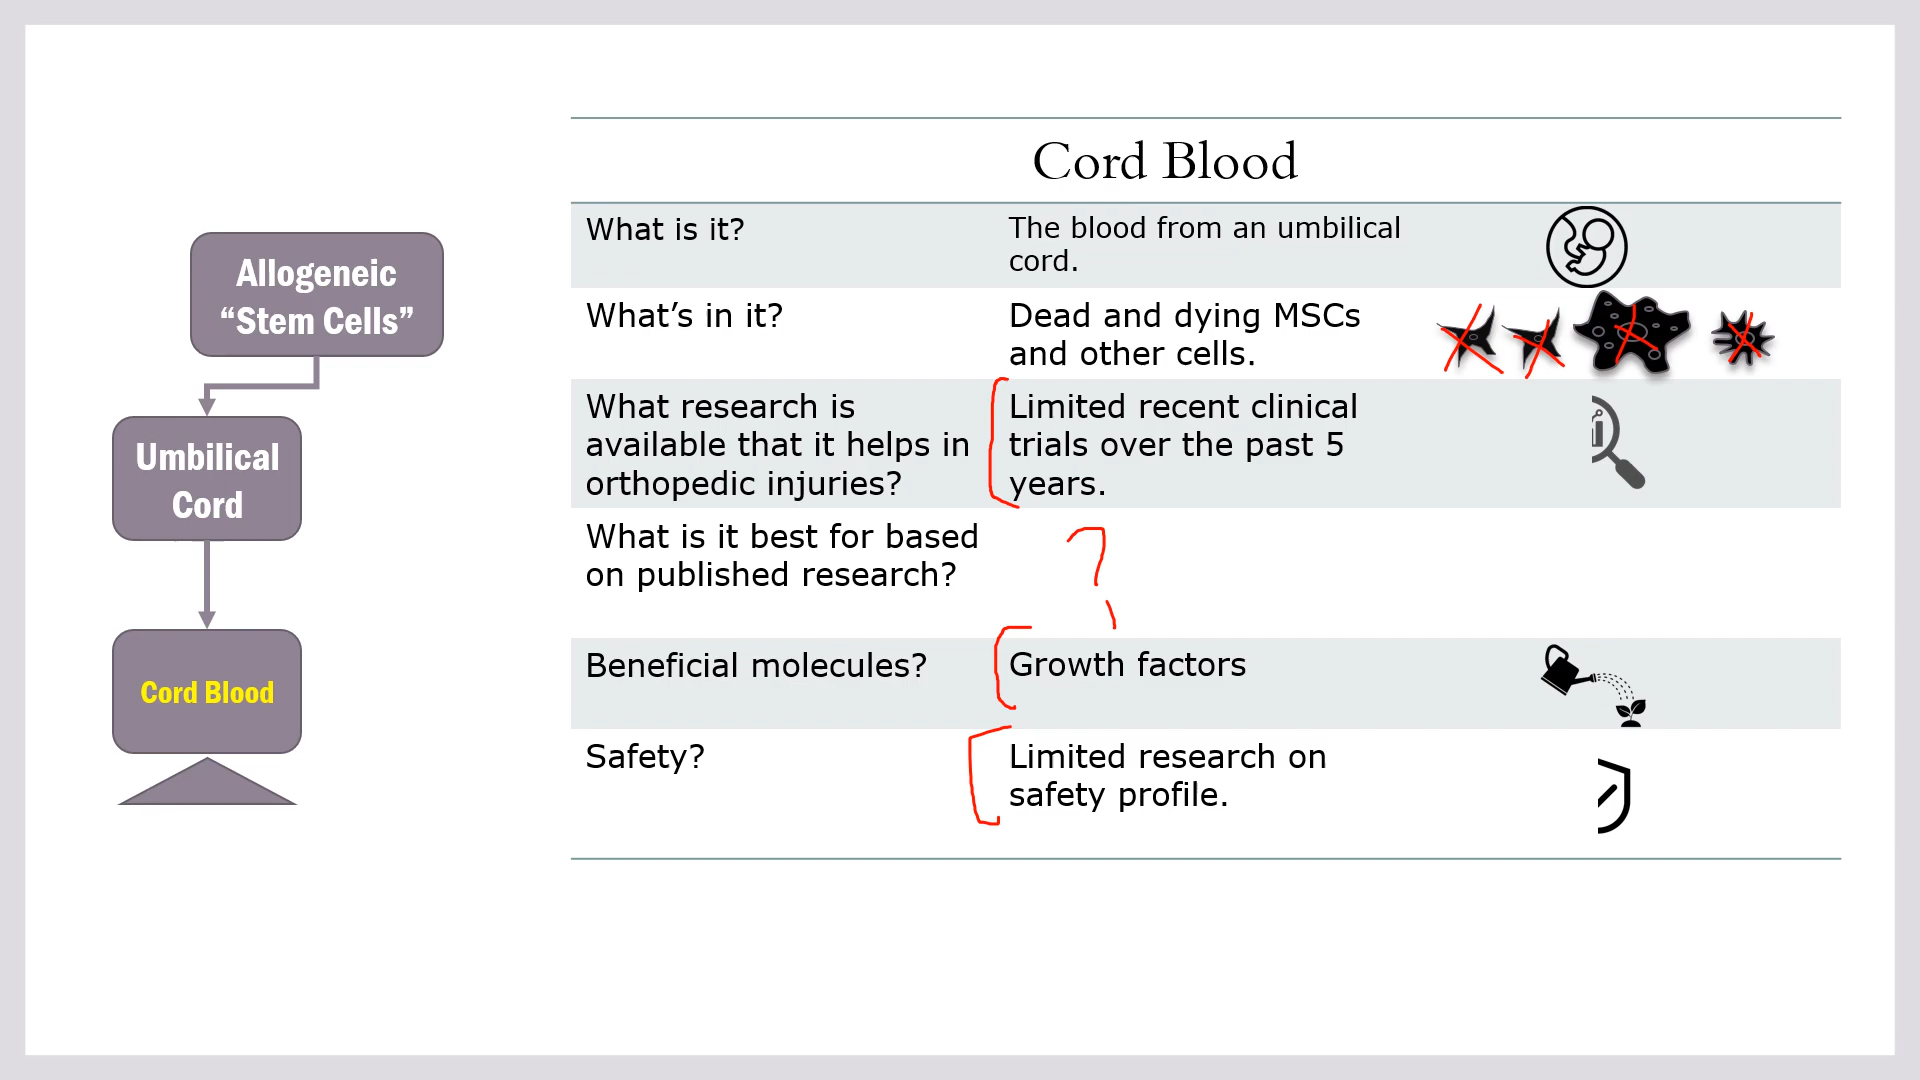 Cord Blood
Allogeneic
“Stem Cells”
Umbilical
Cord
Cord Blood
What is it?
The blood from an umbilical
cord.
What’s in it?
Dead and dying MSCs
and other cells.
What research is
available that it helps in
orthopedic injuries?
Limited recent clinical
trials over the past 5
years.
What is it best for based
on published research?
?
Beneficial molecules?
Growth factors
Safety?
Limited research on
safety profile.